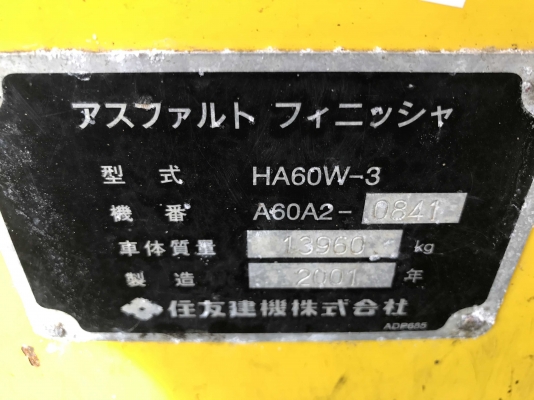 アスファルト フィニッシャ
型式 HA60W-3
機番 A60A2-0841
車体質量 13960 kg
製造 2001 年
住友建機株式会社
ADP685